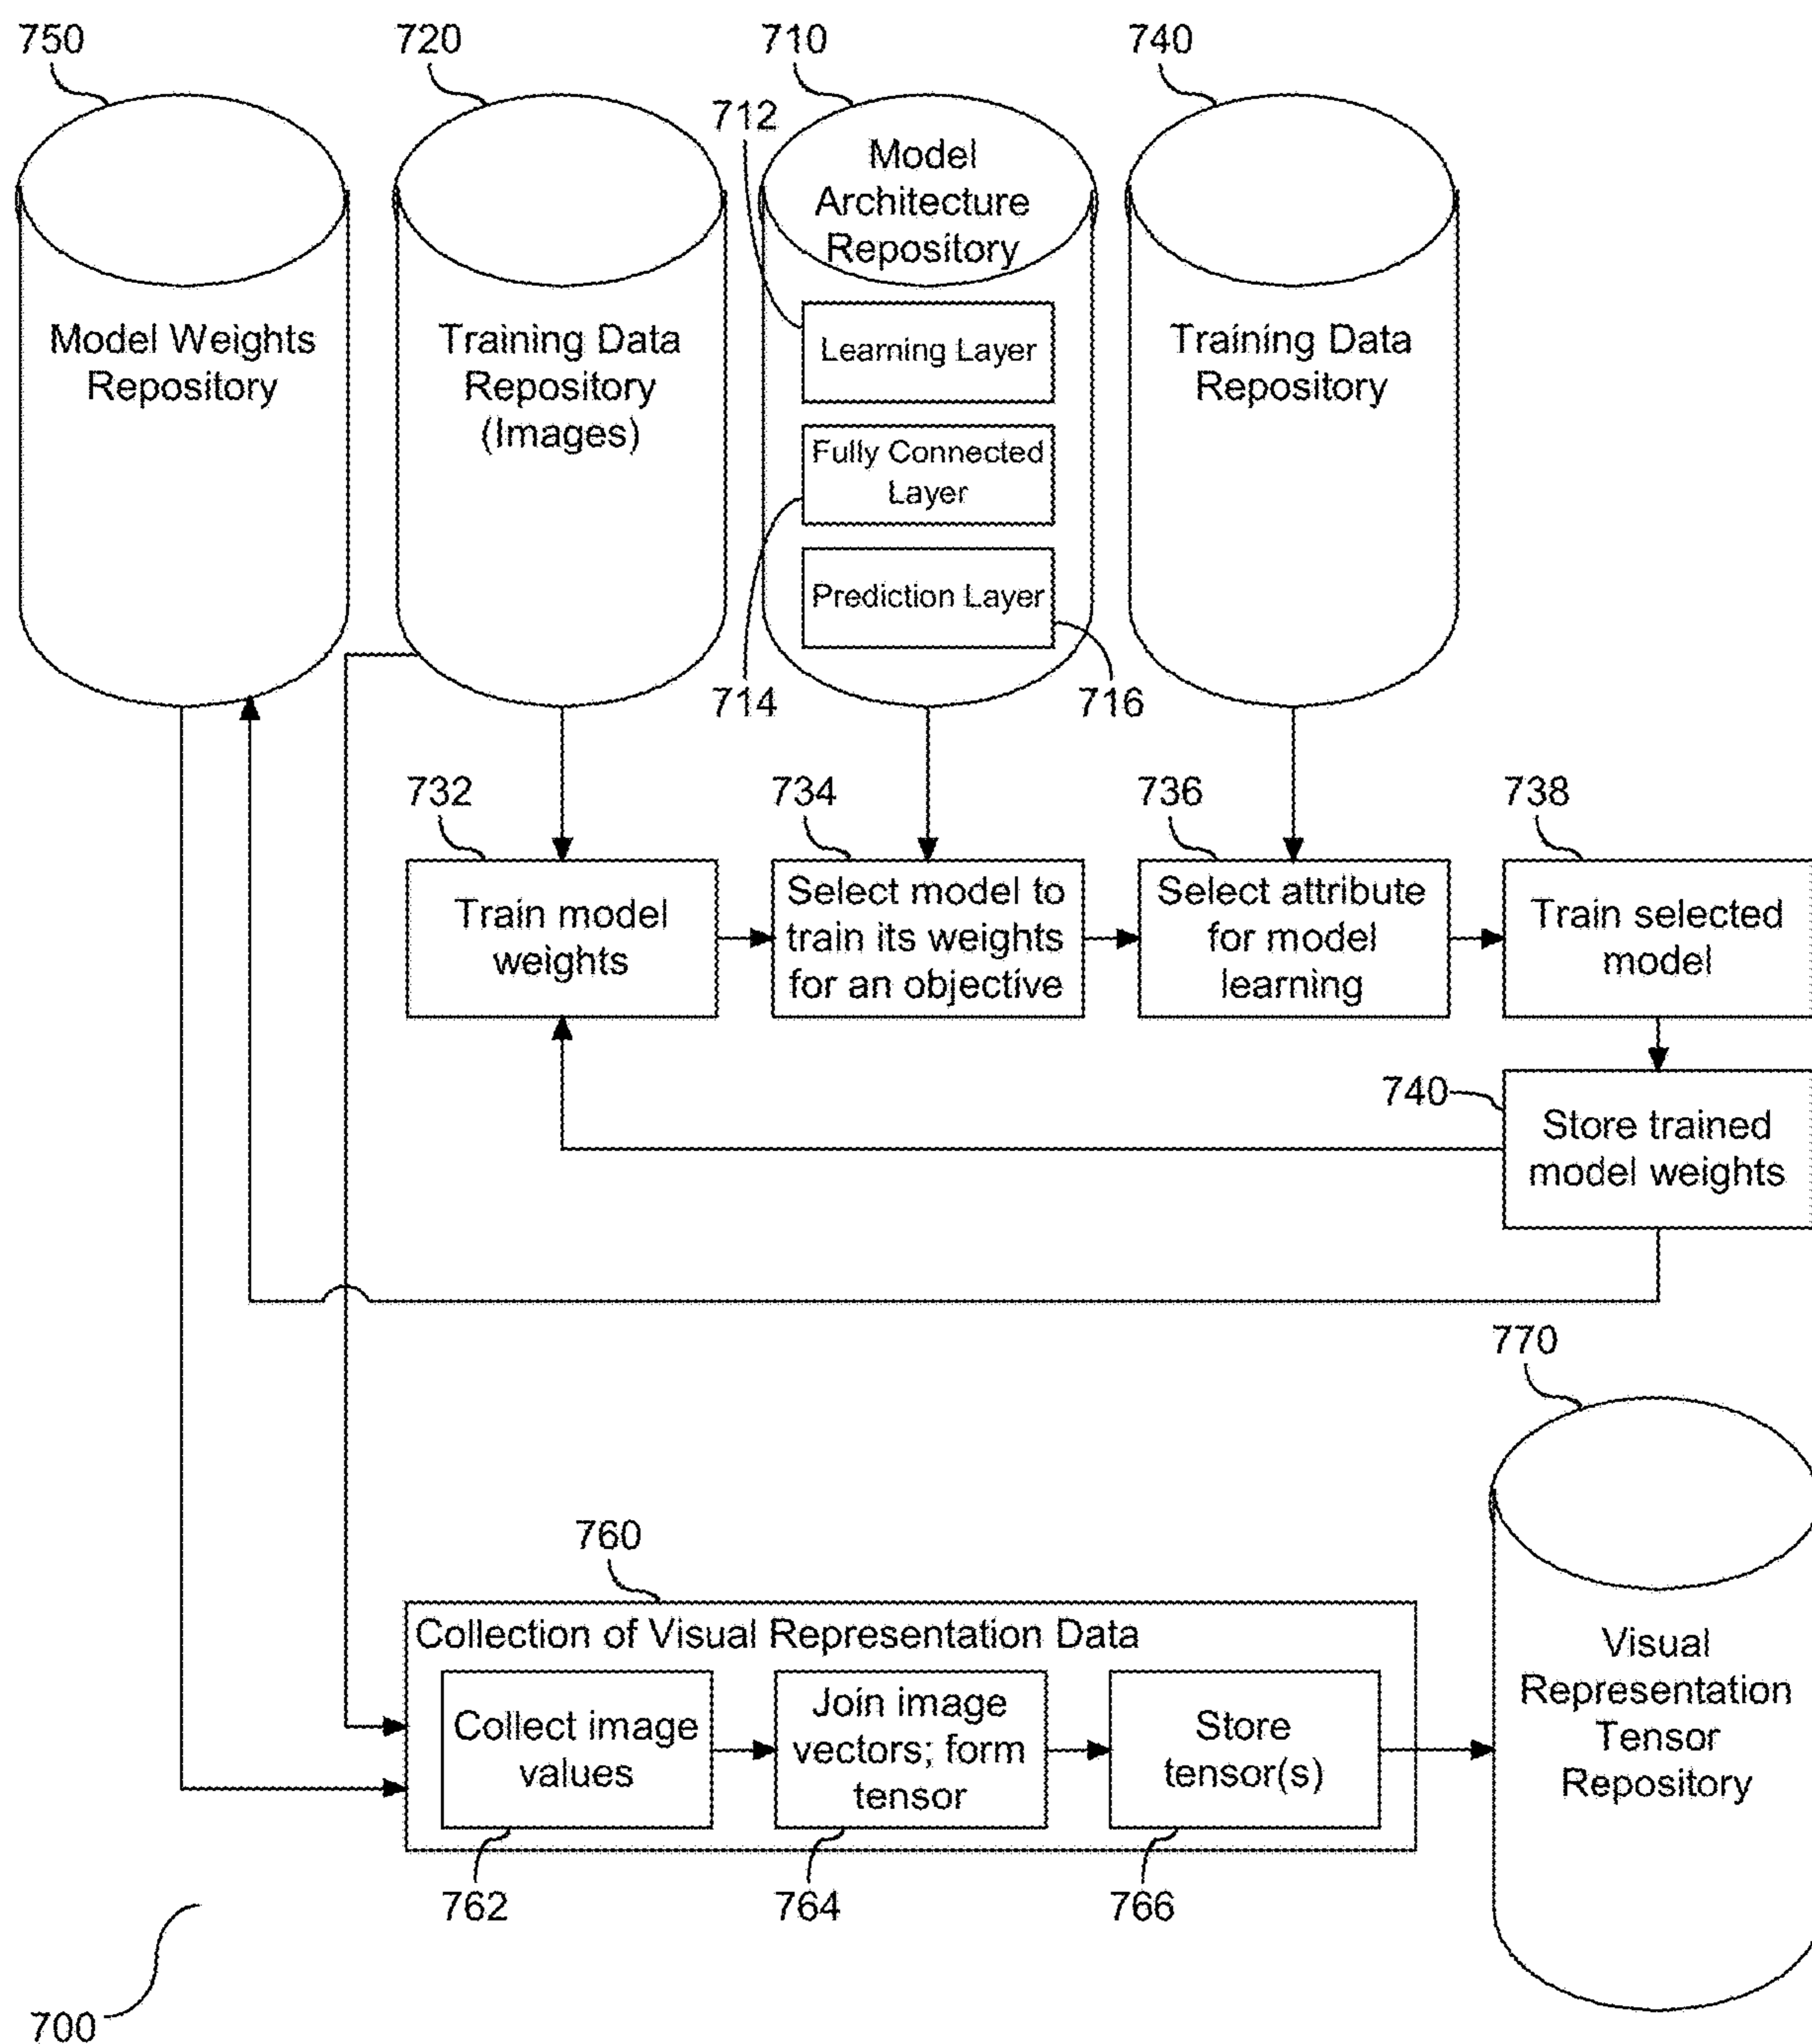 750
720
710
740
712
Model
Architecture
Repository
Model Weights
Repository
Training Data
Repository
(Images)
Learning Layer
Training Data
Repository
Fully Connected
Layer
Prediction Layer
714
716
732
734
736
738
Train model
weights
Select model to
train its weights
for an objective
Select attribute
for model
learning
Train selected
model
740
Store trained
model weights
770
760
Collection of Visual Representation Data
Collect image
values
Join image
vectors; form
tensor
Store
tensor(s)
Visual
Representation
Tensor
Repository
762
764
766
700